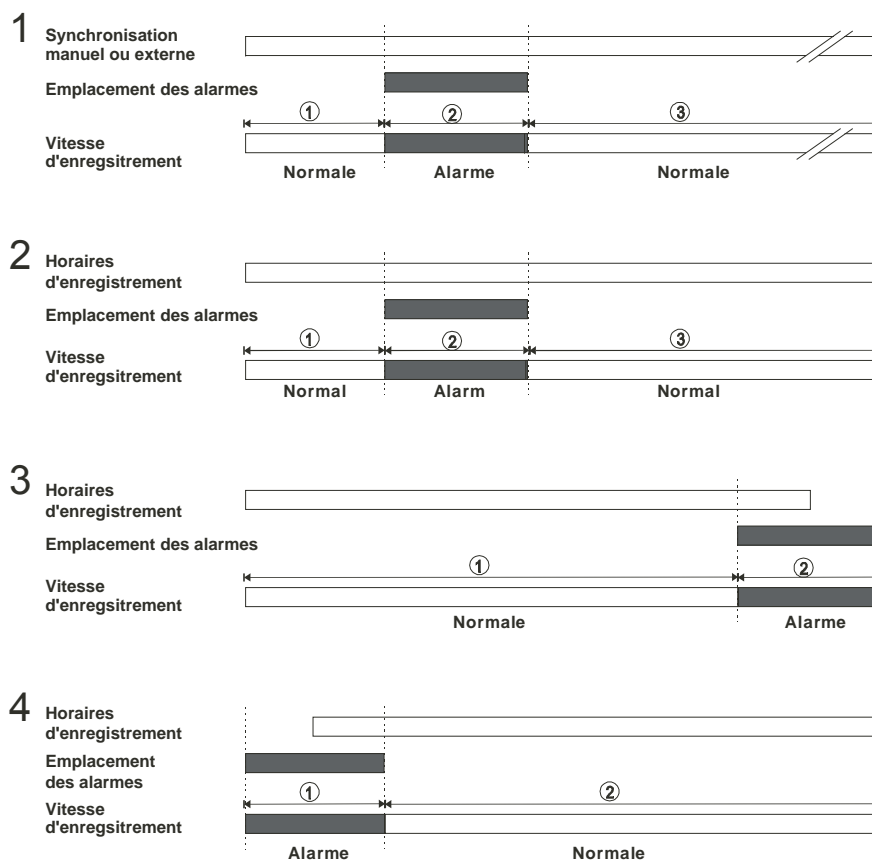 1 Synchronisation
manuel ou externe
Emplacement des alarmes
① ② ③
Vitesse
d'enregsitrement
Normale Alarme Normale
2 Horaires
d'enregistrement
Emplacement des alarmes
① ② ③
Vitesse
d'enregsitrement
Normal Alarm Normal
3 Horaires
d'enregistrement
Emplacement des alarmes
① ②
Vitesse
d'enregsitrement
Normale Alarme
4 Horaires
d'enregistrement
Emplacement
des alarmes
① ②
Vitesse
d'enregsitrement
Alarme Normale